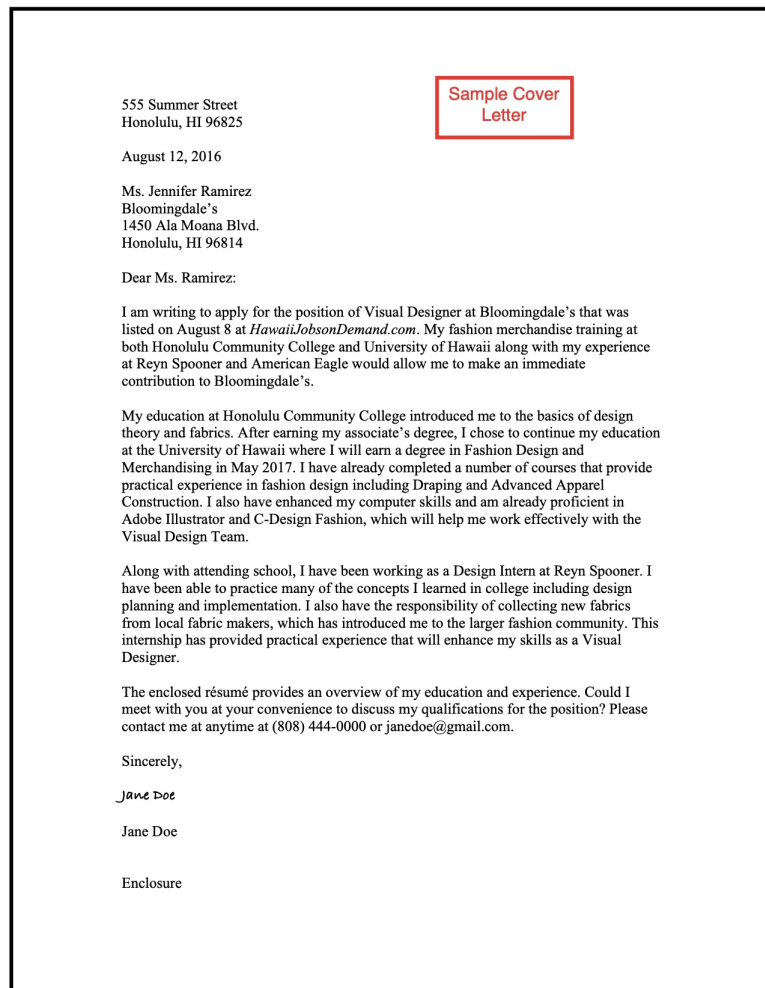 Sample Cover
Letter
555 Summer Street
Honolulu, HI 96825
August 12, 2016
Ms. Jennifer Ramirez
Bloomingdale’s
1450 Ala Moana Blvd.
Honolulu, HI 96814
Dear Ms. Ramirez:
I am writing to apply for the position of Visual Designer at Bloomingdale’s that was
listed on August 8 at HawaiiJobsonDemand.com. My fashion merchandise training at
both Honolulu Community College and University of Hawaii along with my experience
at Reyn Spooner and American Eagle would allow me to make an immediate
contribution to Bloomingdale’s.
My education at Honolulu Community College introduced me to the basics of design
theory and fabrics. After earning my associate’s degree, I chose to continue my education
at the University of Hawaii where I will earn a degree in Fashion Design and
Merchandising in May 2017. I have already completed a number of courses that provide
practical experience in fashion design including Draping and Advanced Apparel
Construction. I also have enhanced my computer skills and am already proficient in
Adobe Illustrator and C-Design Fashion, which will help me work effectively with the
Visual Design Team.
Along with attending school, I have been working as a Design Intern at Reyn Spooner. I
have been able to practice many of the concepts I learned in college including design
planning and implementation. I also have the responsibility of collecting new fabrics
from local fabric makers, which has introduced me to the larger fashion community. This
internship has provided practical experience that will enhance my skills as a Visual
Designer.
The enclosed résumé provides an overview of my education and experience. Could I
meet with you at your convenience to discuss my qualifications for the position? Please
contact me at anytime at (808) 444-0000 or janedoe@gmail.com.
Sincerely,
Jane Doe
Jane Doe
Enclosure